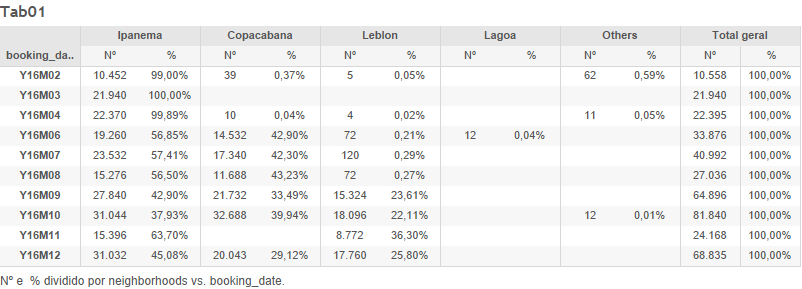 Tab01
Ipanema Copacabana Leblon Lagoa Others Total geral
booking_da.. Nº % Nº % Nº % Nº % Nº % Nº %
Y16M02 10.452 99,00% 39 0,37% 5 0,05% 62 0,59% 10.558 100,00%
Y16M03 21.940 100,00% 21.940 100,00%
Y16M04 22.370 99,89% 10 0,04% 4 0,02% 11 0,05% 22.395 100,00%
Y16M06 19.260 56,85% 14.532 42,90% 72 0,21% 12 0,04% 33.876 100,00%
Y16M07 23.532 57,41% 17.340 42,30% 120 0,29% 40.992 100,00%
Y16M08 15.276 56,50% 11.688 43,23% 72 0,27% 27.036 100,00%
Y16M09 27.840 42,90% 21.732 33,49% 15.324 23,61% 64.896 100,00%
Y16M10 31.044 37,93% 32.688 39,94% 18.096 22,11% 12 0,01% 81.840 100,00%
Y16M11 15.396 63,70% 8.772 36,30% 24.168 100,00%
Y16M12 31.032 45,08% 20.043 29,12% 17.760 25,80% 68.835 100,00%
Nº e % dividido por neighborhoods vs. booking_date.